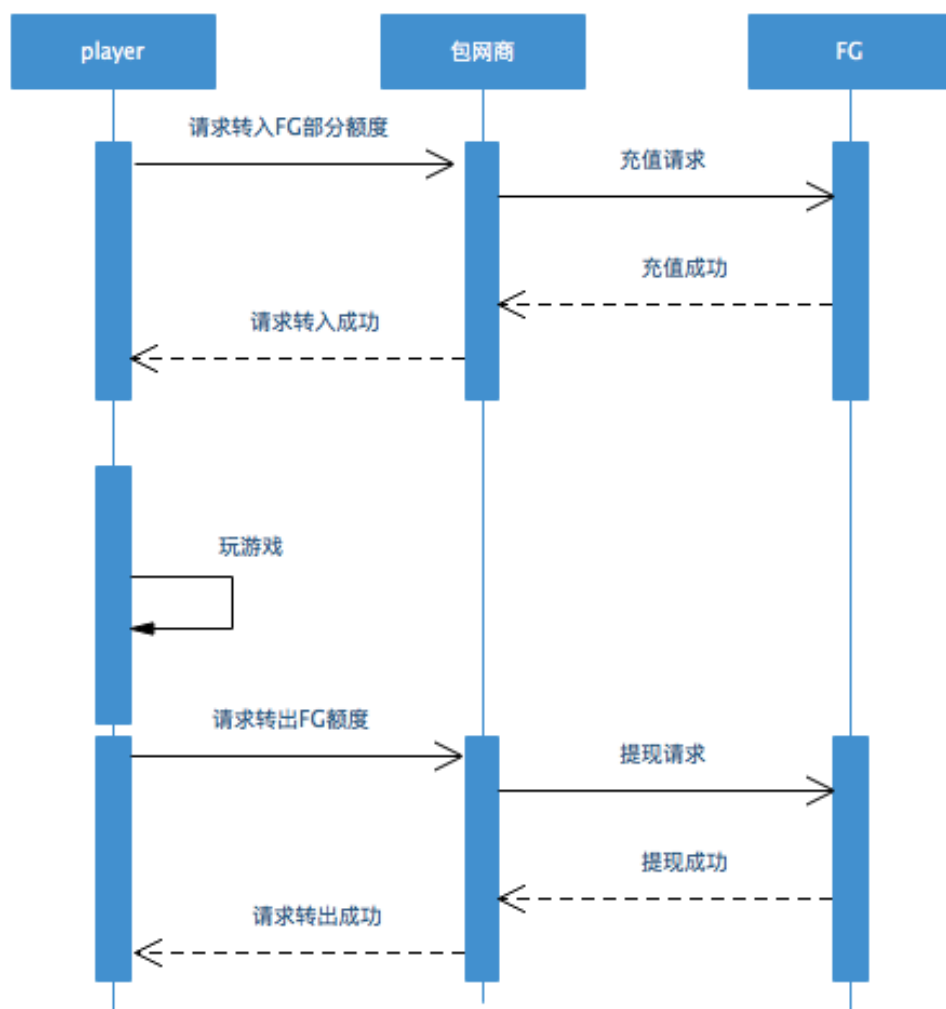 player
包网商
FG
请求转入FG部分额度
充值请求
充值成功
请求转入成功
玩游戏
请求转出FG额度
提现请求
提现成功
请求转出成功